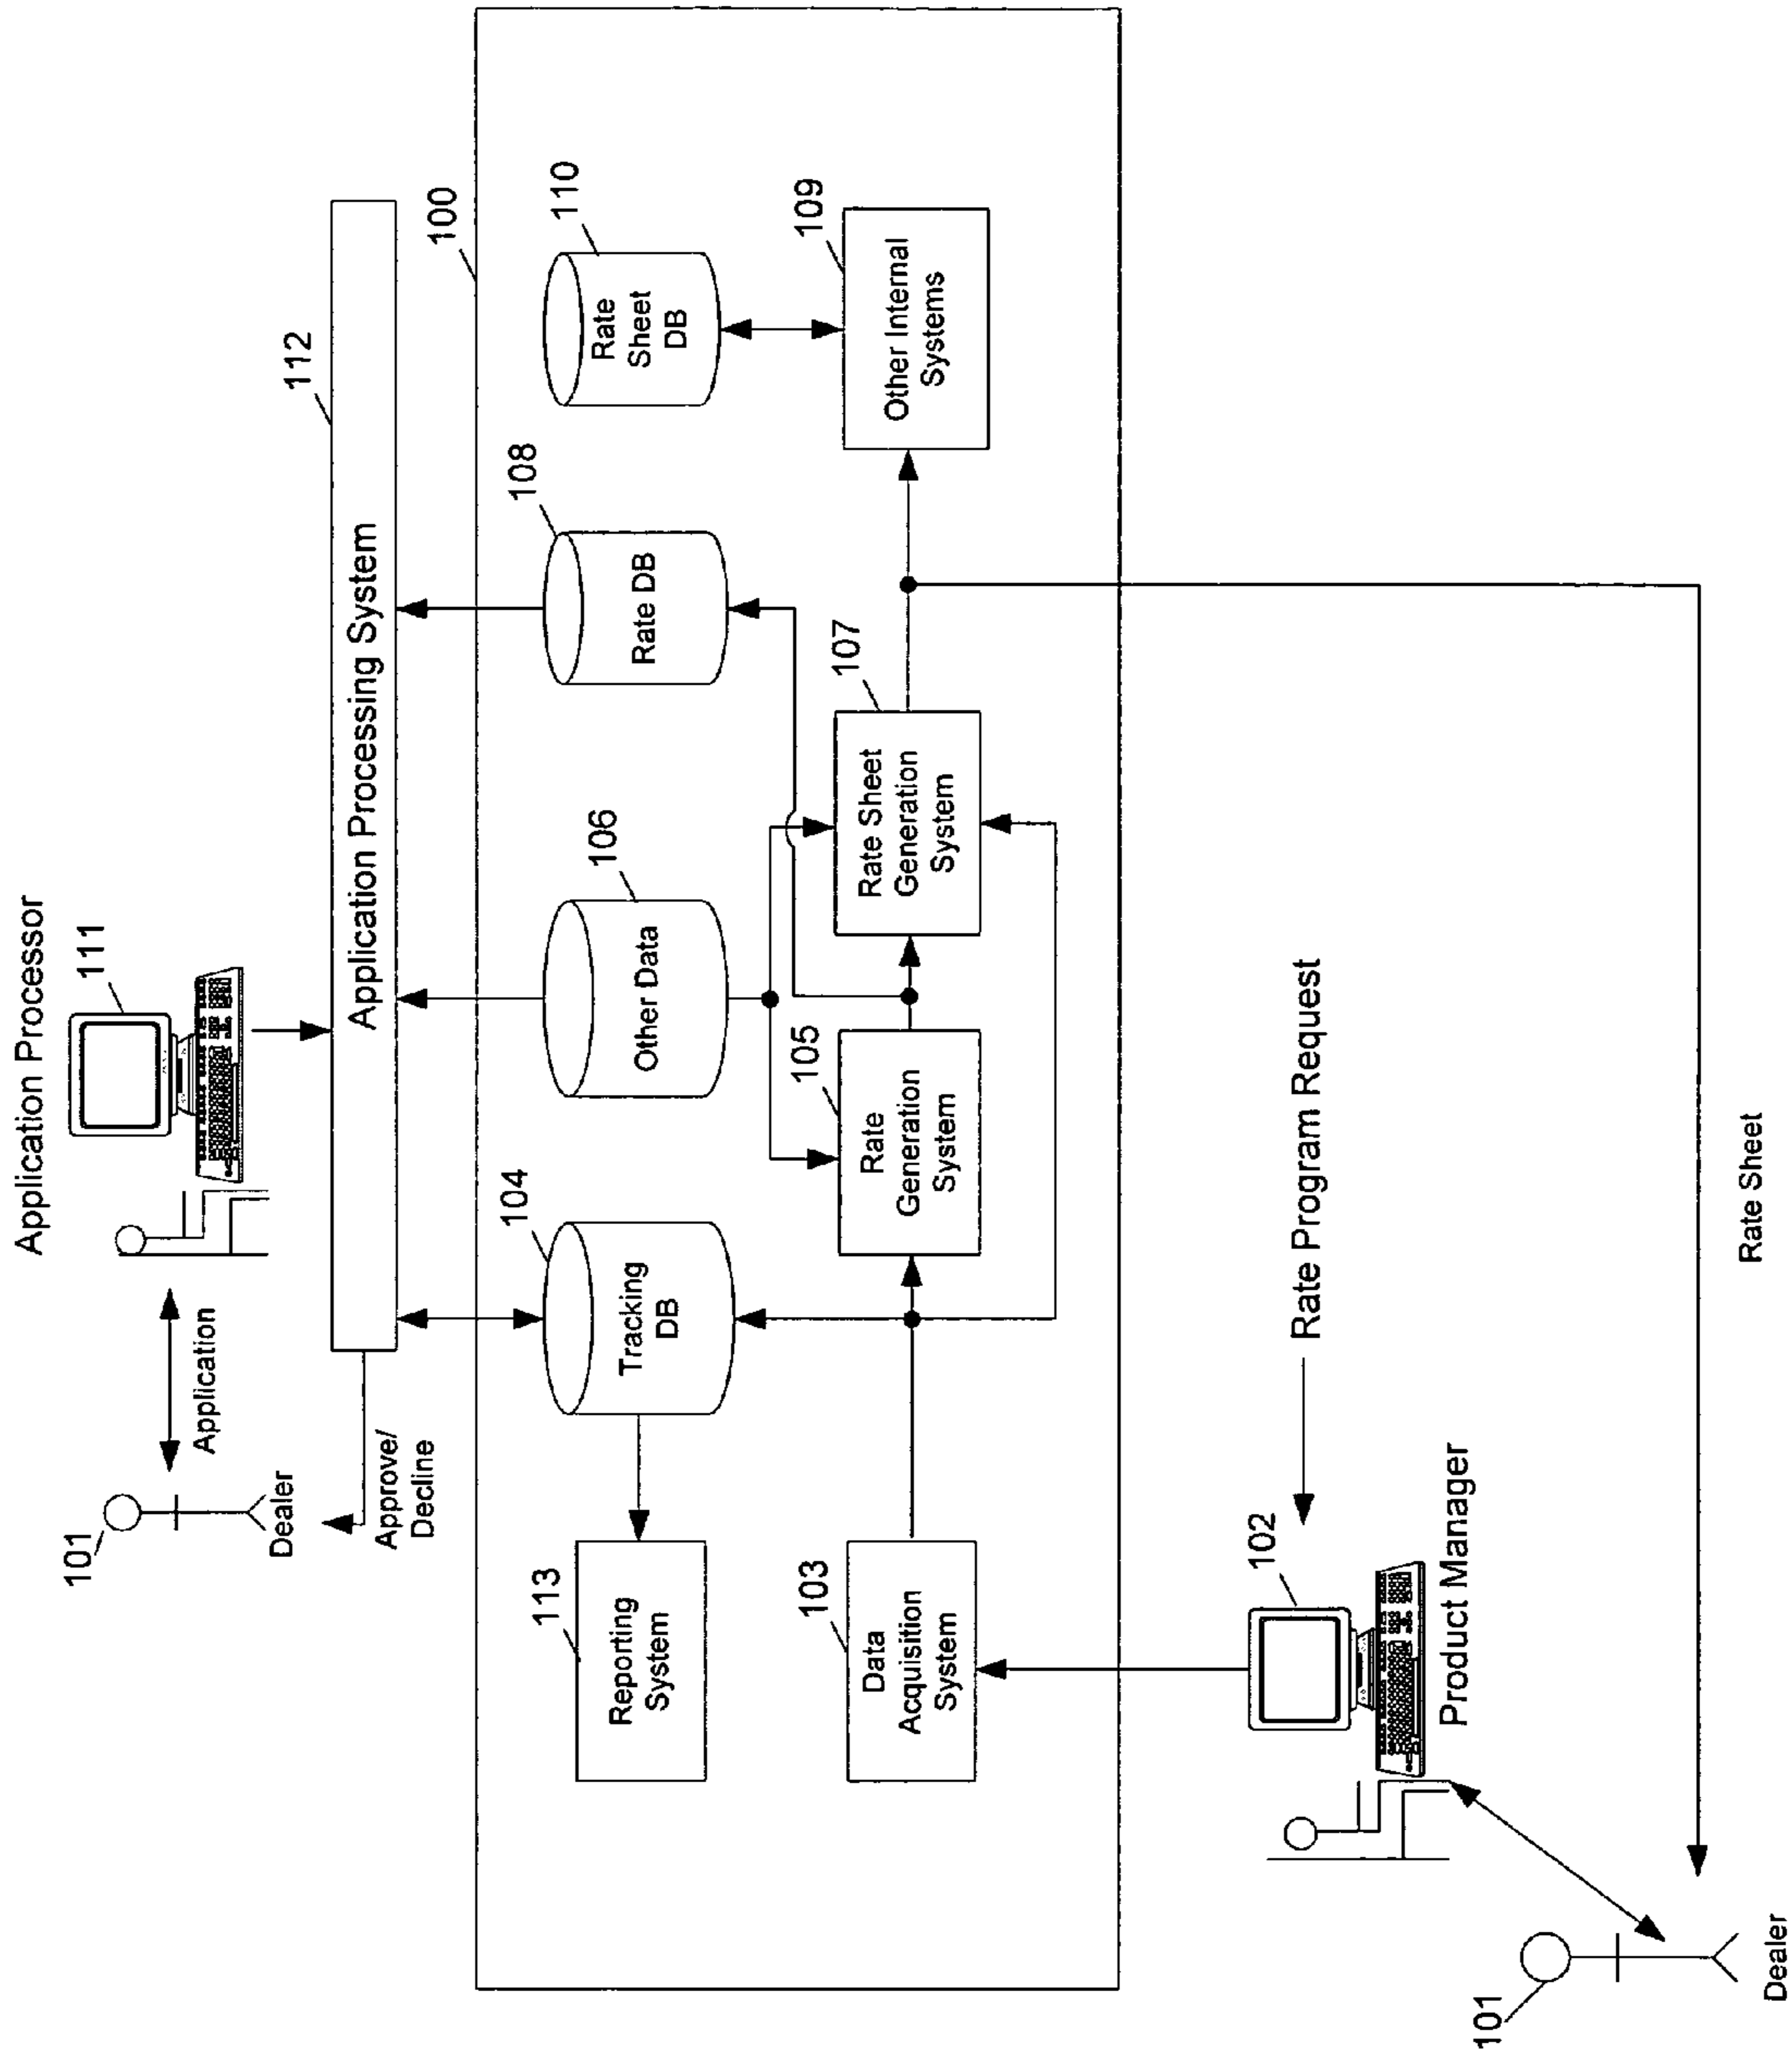 Application Processor
111
101
Dealer
Application
Approve/
Decline
112
Application Processing System
100
113
Reporting
System
104
Tracking
DB
106
Other Data
108
Rate DB
110
Rate
Sheet
DB
103
Data
Acquisition
System
105
Rate
Generation
System
107
Rate Sheet
Generation
System
109
Other Internal
Systems
102
Product Manager
Rate Program Request
101
Dealer
Rate Sheet